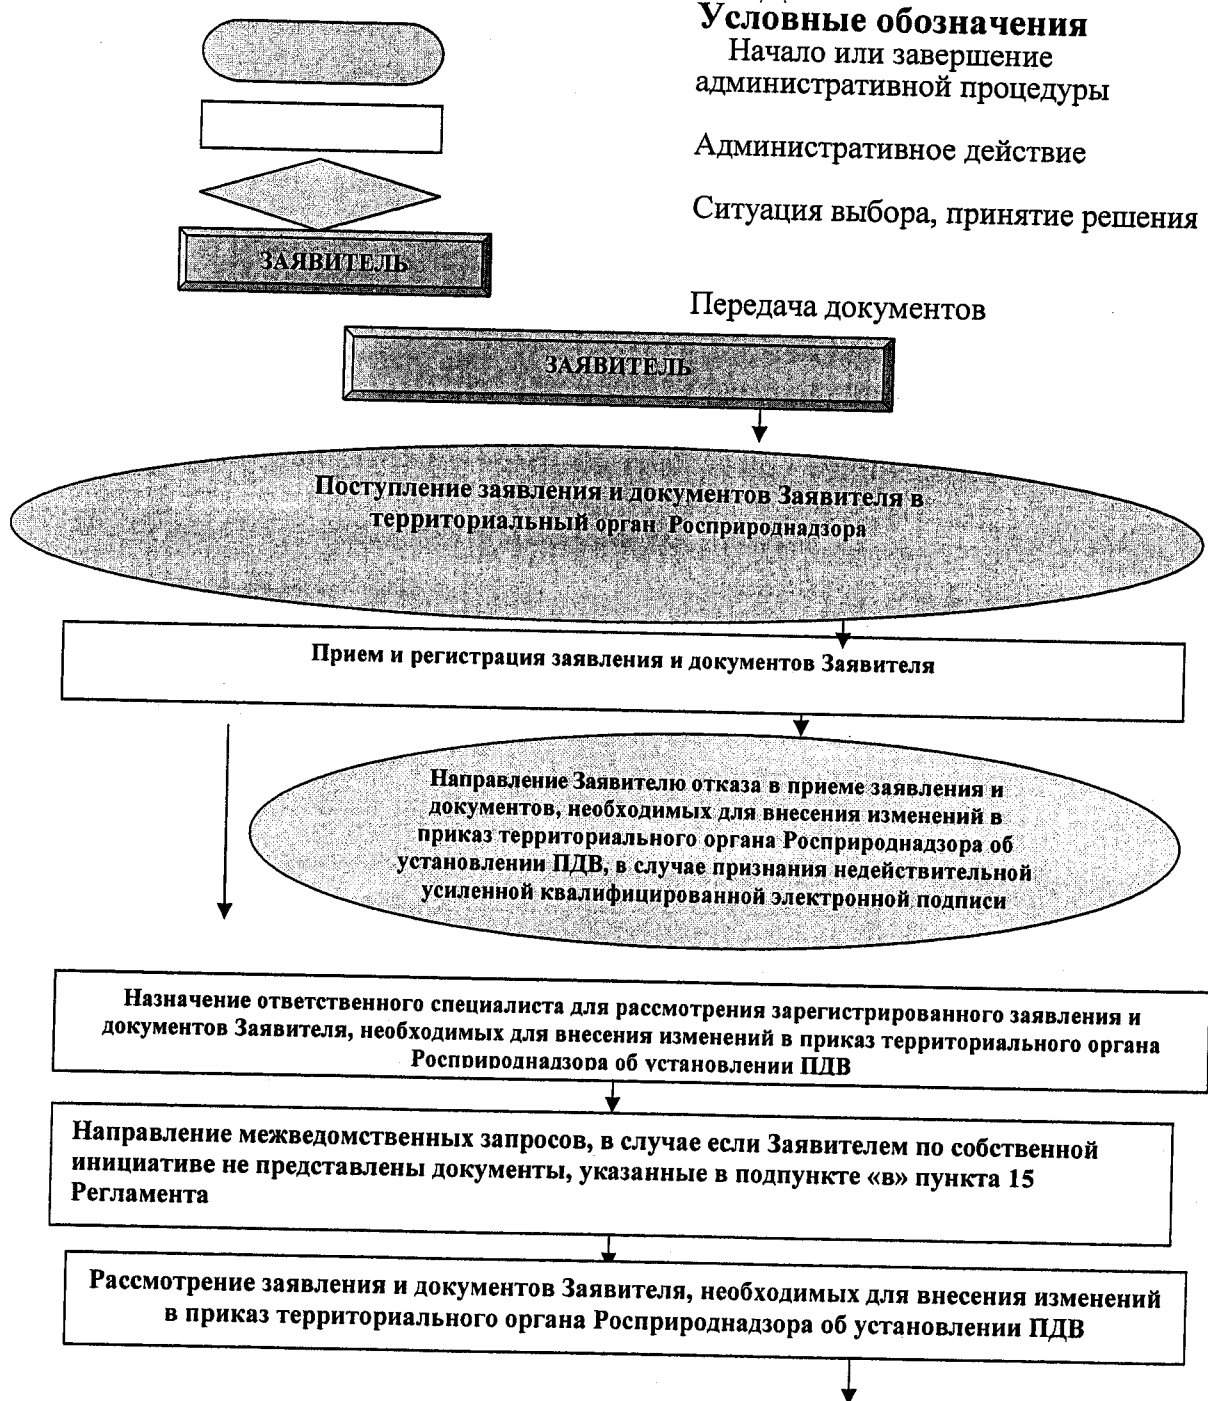 Условные обозначения
Начало или завершение
административной процедуры
Административное действие
Ситуация выбора, принятие решения
ЗАЯВИТЕЛЬ
Передача документов
ЗАЯВИТЕЛЬ
Поступление заявления и документов Заявителя в
территориальный орган Росприроднадзора
Прием и регистрация заявления и документов Заявителя
Направление Заявителю отказа в приеме заявления и
документов, необходимых для внесения изменений в
приказ территориального органа Росприроднадзора об
установлении ПДВ, в случае признания недействительной
усиленной квалифицированной электронной подписи
Назначение ответственного специалиста для рассмотрения зарегистрированного заявления и
документов Заявителя, необходимых для внесения изменений в приказ территориального органа
Росприроднадзора об установлении ПДВ
Направление межведомственных запросов, в случае если Заявителем по собственной
инициативе не представлены документы, указанные в подпункте «в» пункта 15
Регламента
Рассмотрение заявления и документов Заявителя, необходимых для внесения изменений
в приказ территориального органа Росприроднадзора об установлении ПДВ